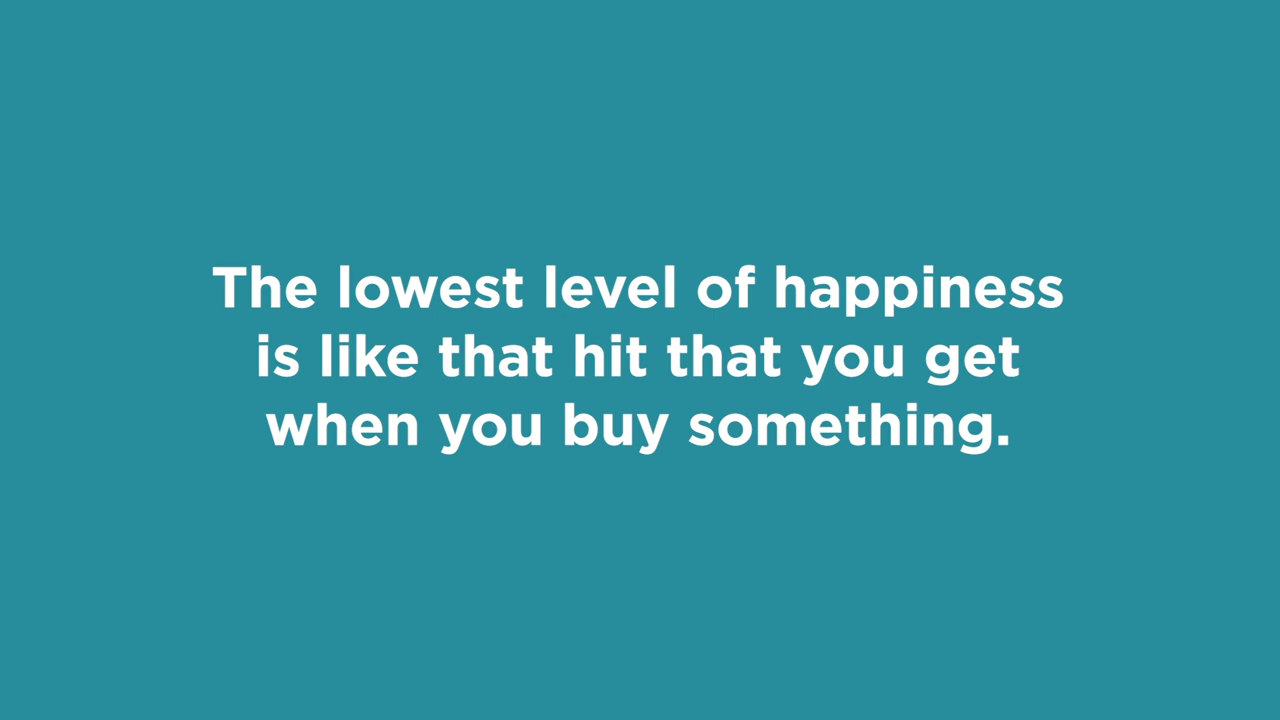 The lowest level of happiness
is like that hit that you get
when you buy something.